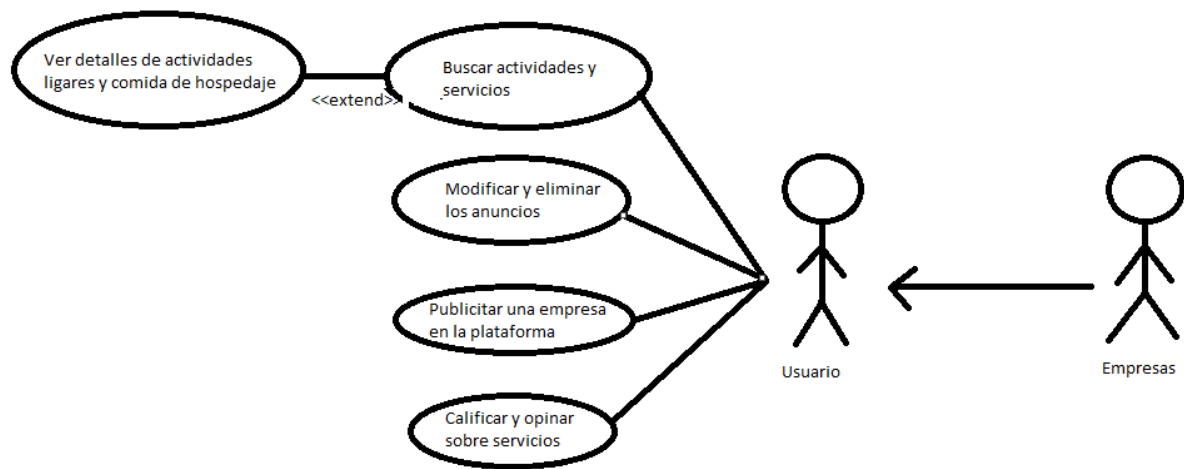 Ver detalles de actividades
ligares y comida de hospedaje
<<extend>>
Buscar actividades y
servicios
Modificar y eliminar
los anuncios
Publicitar una empresa
en la plataforma
Calificar y opinar
sobre servicios
Usuario
Empresas